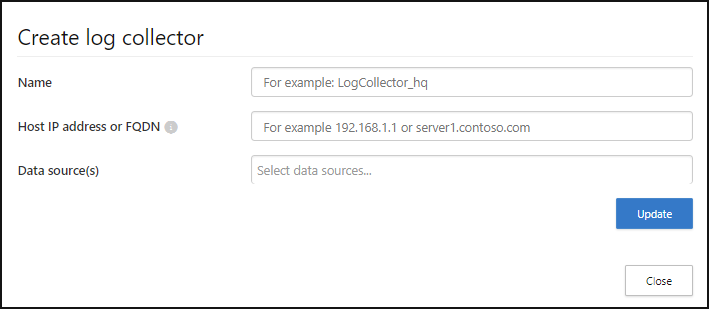 Create log collector
Name
For example: LogCollector_hq
Host IP address or FQDN
For example 192.168.1.1 or server1.contoso.com
Data source(s)
Select data sources...
Update
Close